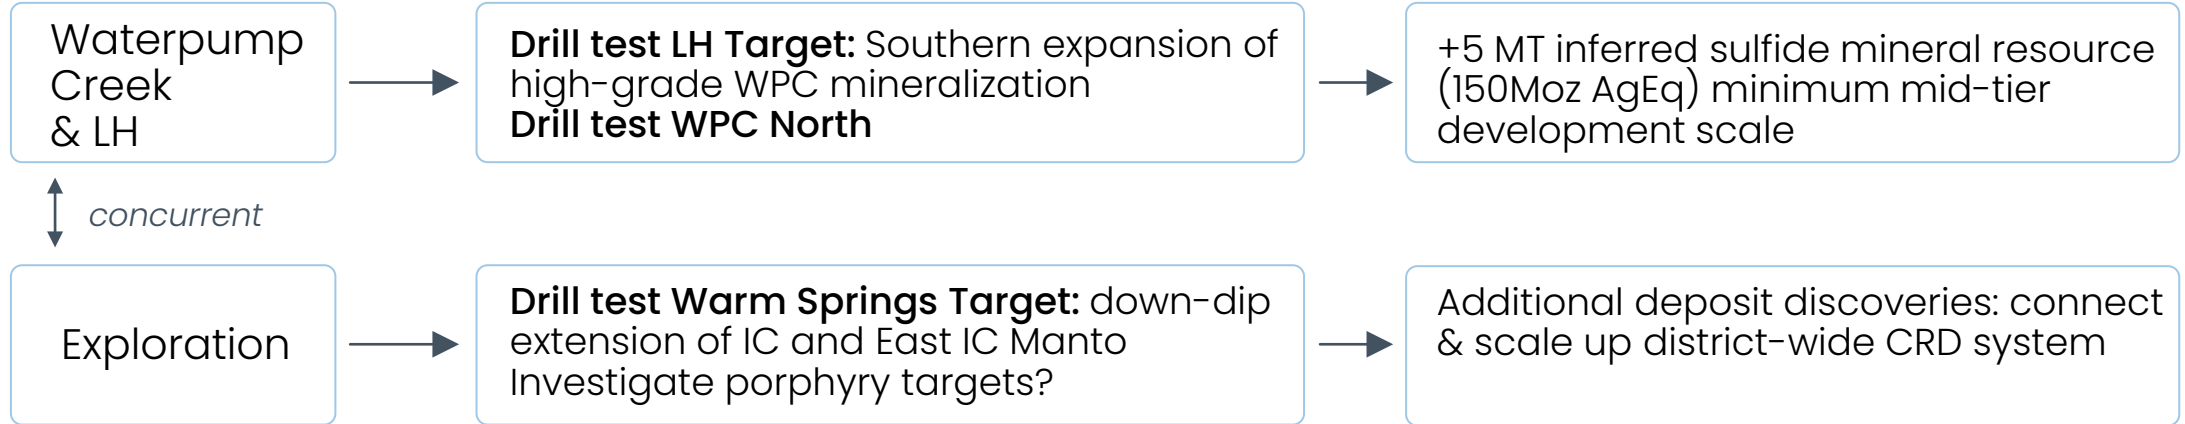 Waterpump
Creek
& LH
Drill test LH Target: Southern expansion of
high-grade WPC mineralization
Drill test WPC North
+5 MT inferred sulfide mineral resource
(150Moz AgEq) minimum mid-tier
development scale
concurrent
Exploration
Drill test Warm Springs Target: down-dip
extension of IC and East IC Manto
Investigate porphyry targets?
Additional deposit discoveries: connect
& scale up district-wide CRD system